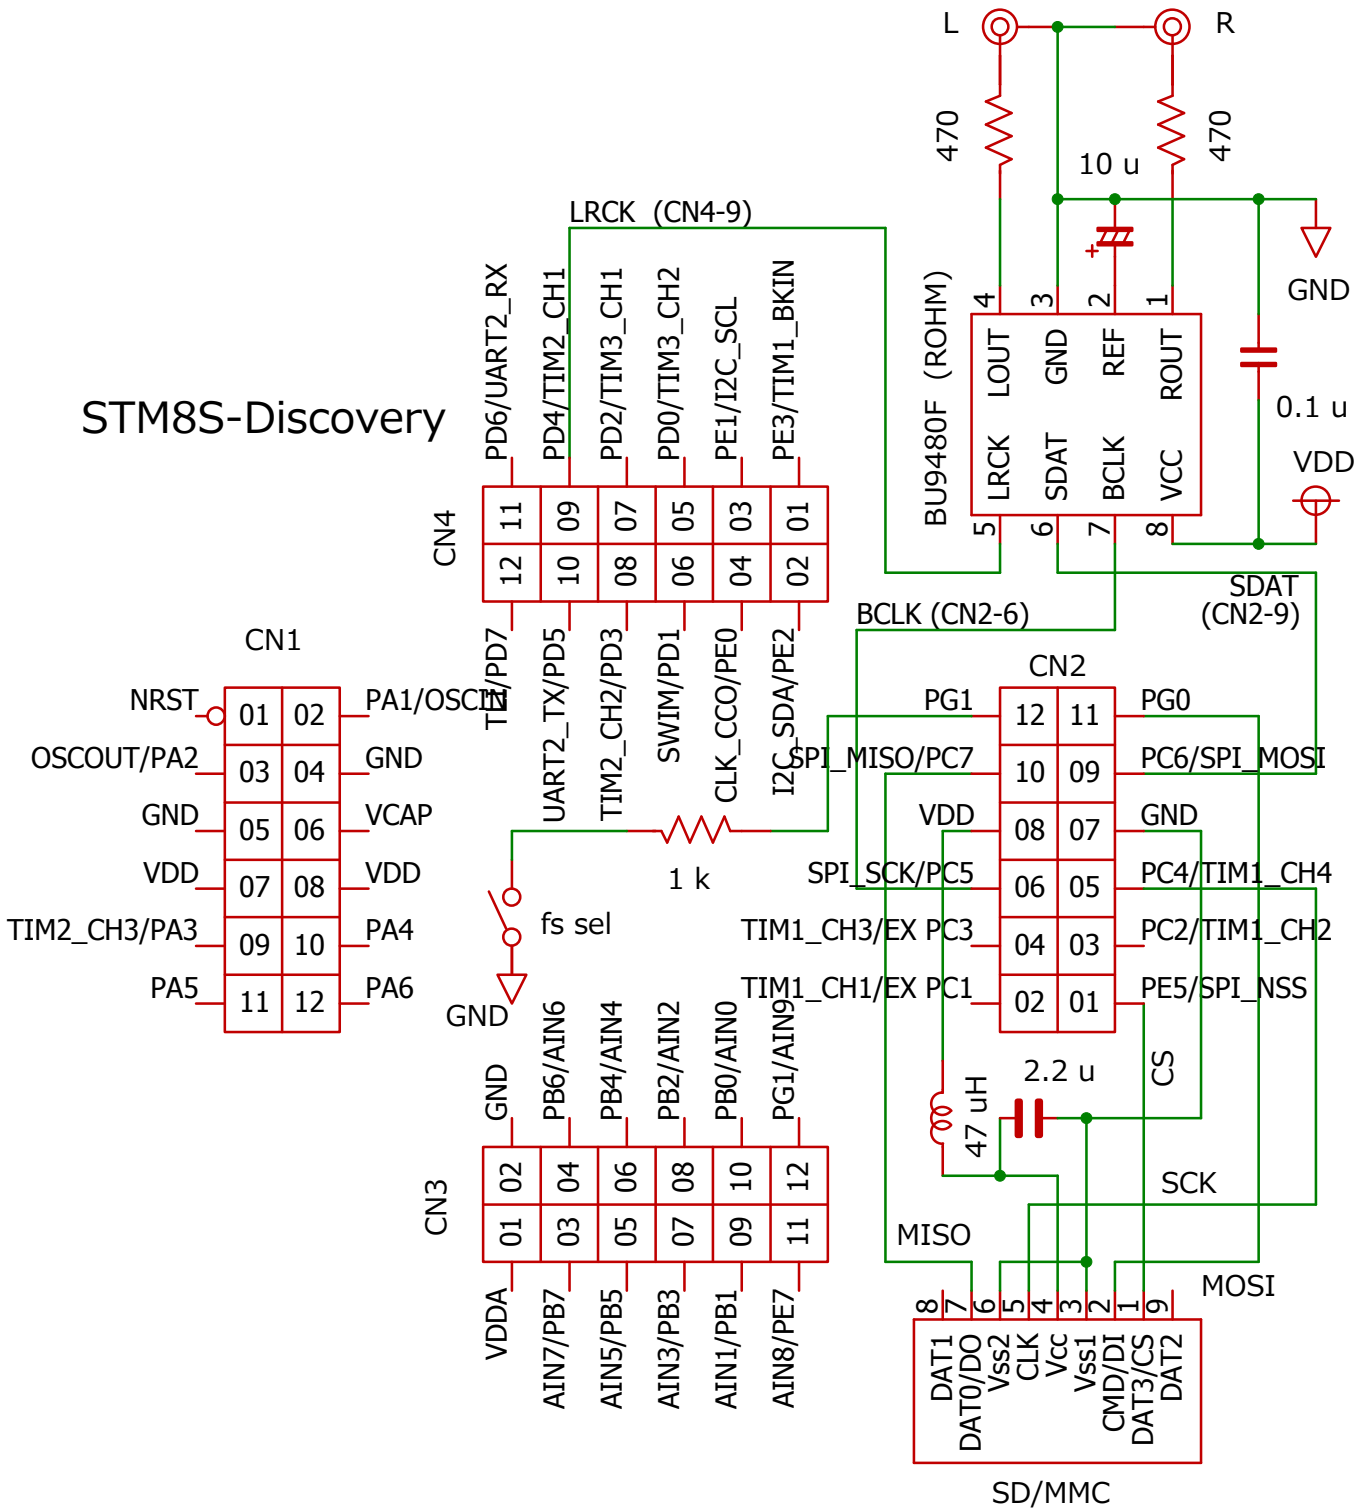 L
R
470
470
10 u
GND
LRCK (CN4-9)
BU9480F (ROHM)
4
3
2
1
LOUT
GND
REF
ROUT
LRCK
SDAT
BCLK
VCC
5
6
7
8
0.1 u
VDD
SDAT
(CN2-9)
BCLK (CN2-6)
STM8S-Discovery
CN4
PD6/UART2_RX
PD4/TIM2_CH1
PD2/TIM3_CH1
PD0/TIM3_CH2
PE1/I2C_SCL
PE3/TIM1_BKIN
11
09
07
05
03
01
12
10
08
06
04
02
TLI/PD7
UART2_TX/PD5
TIM2_CH2/PD3
SWIM/PD1
CLK_CCO/PE0
I2C_SDA/PE2
CN1
NRST 01 02 PA1/OSCIN
OSCOUT/PA2 03 04 GND
GND 05 06 VCAP
VDD 07 08 VDD
TIM2_CH3/PA3 09 10 PA4
PA5 11 12 PA6
CN2
PG1 12 11 PG0
SPI_MISO/PC7 10 09 PC6/SPI_MOSI
VDD 08 07 GND
SPI_SCK/PC5 06 05 PC4/TIM1_CH4
TIM1_CH3/EX PC3 04 03 PC2/TIM1_CH2
TIM1_CH1/EX PC1 02 01 PE5/SPI_NSS
1 k
fs sel
GND
CN3
GND
PB6/AIN6
PB4/AIN4
PB2/AIN2
PB0/AIN0
PG1/AIN9
02
04
06
08
10
12
01
03
05
07
09
11
VDDA
AIN7/PB7
AIN5/PB5
AIN3/PB3
AIN1/PB1
AIN8/PE7
47 uH
2.2 u
CS
SCK
MISO
MOSI
8
7
6
5
4
3
2
1
9
DAT1
DAT0/DO
Vss2
CLK
Vcc
Vss1
CMD/DI
DAT3/CS
DAT2
SD/MMC